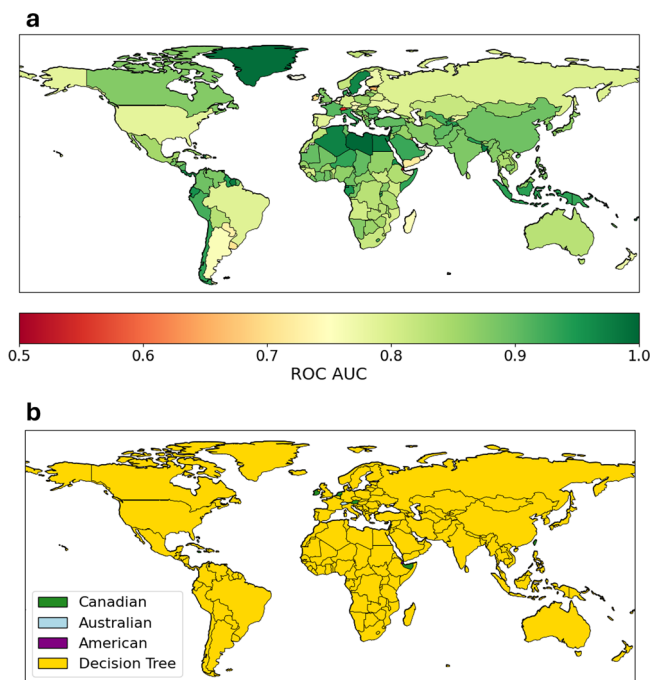 a
0.5 0.6 0.7 0.8 0.9 1.0
ROC AUC
b
Canadian
Australian
American
Decision Tree